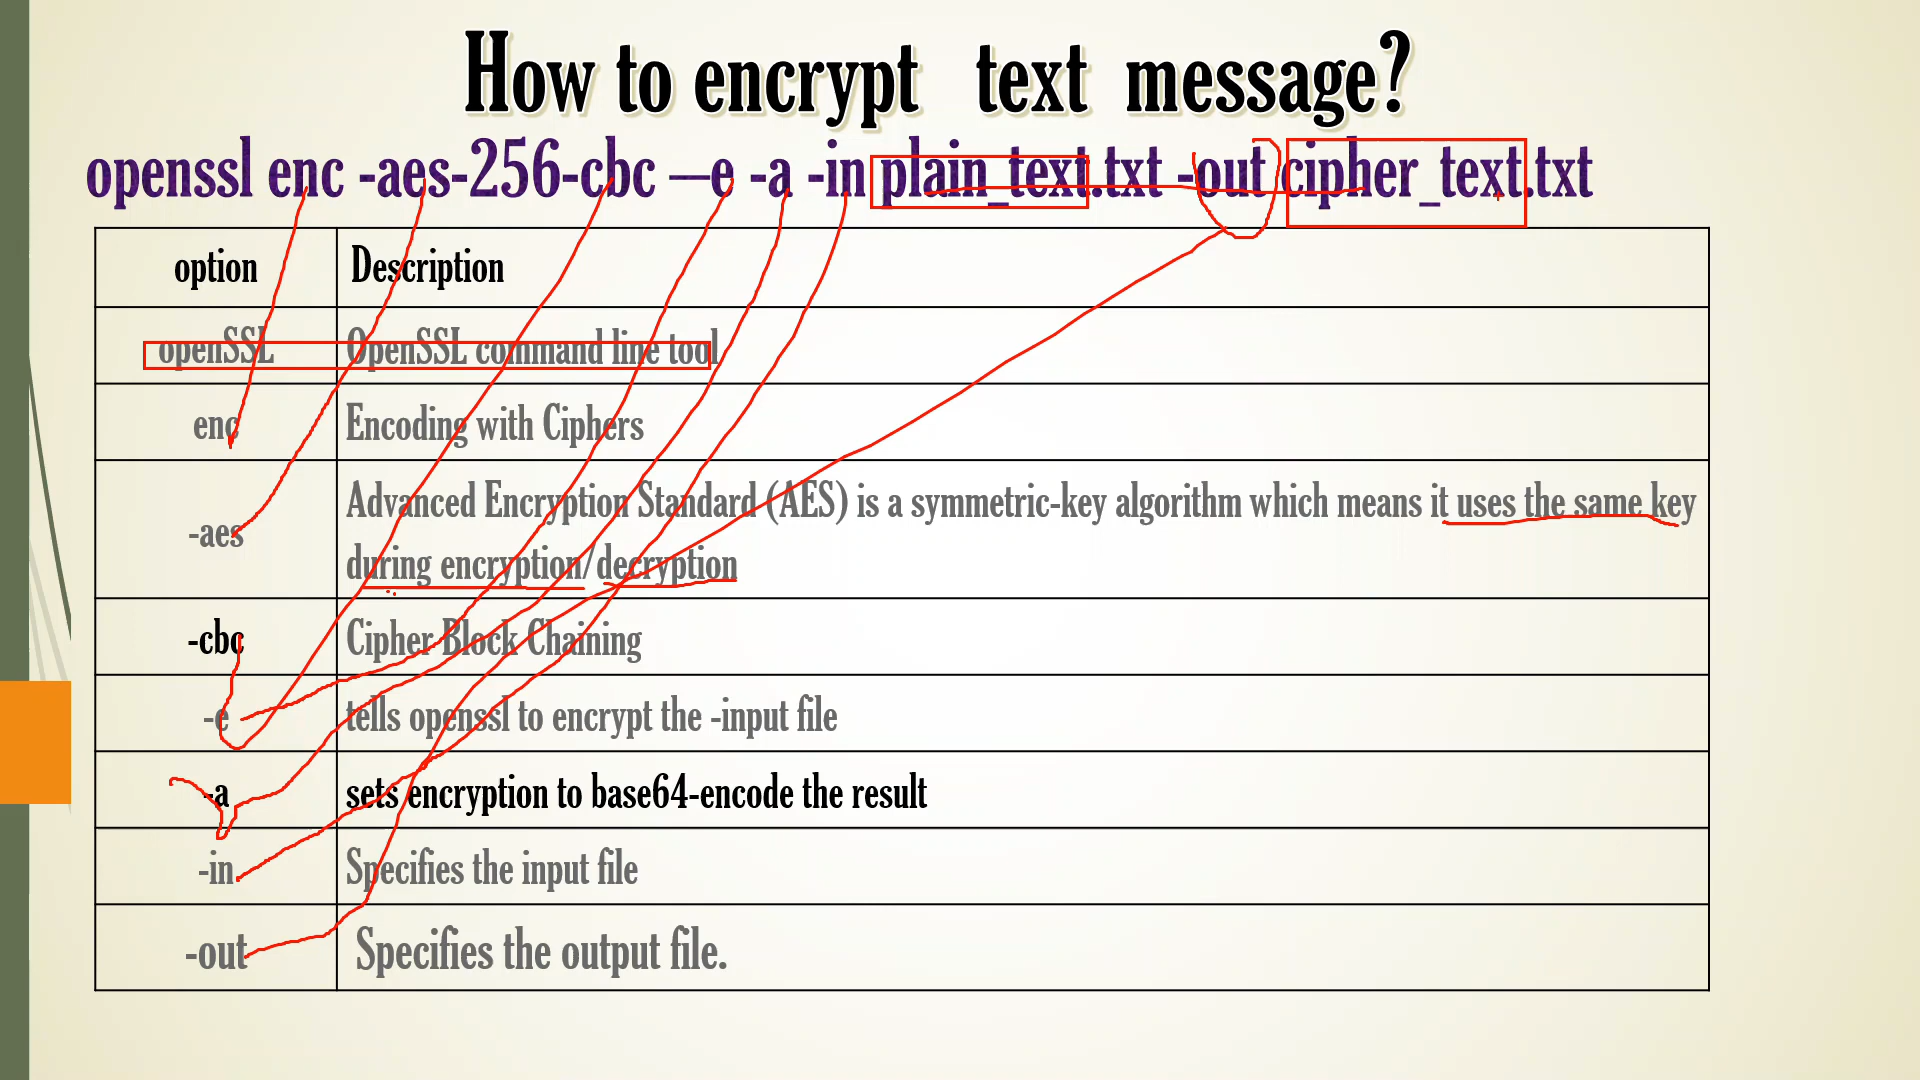 How to encrypt text message?
openssl enc -aes-256-cbc –-e -a -in plain_text.txt -out cipher_text.txt
option Description
openSSL OpenSSL command line tool
enc Encoding with Ciphers
-aes Advanced Encryption Standard (AES) is a symmetric-key algorithm which means it uses the same key
during encryption/decryption
-cbc Cipher Block Chaining
-e tells openssl to encrypt the -input file
-a sets encryption to base64-encode the result
-in Specifies the input file
-out Specifies the output file.